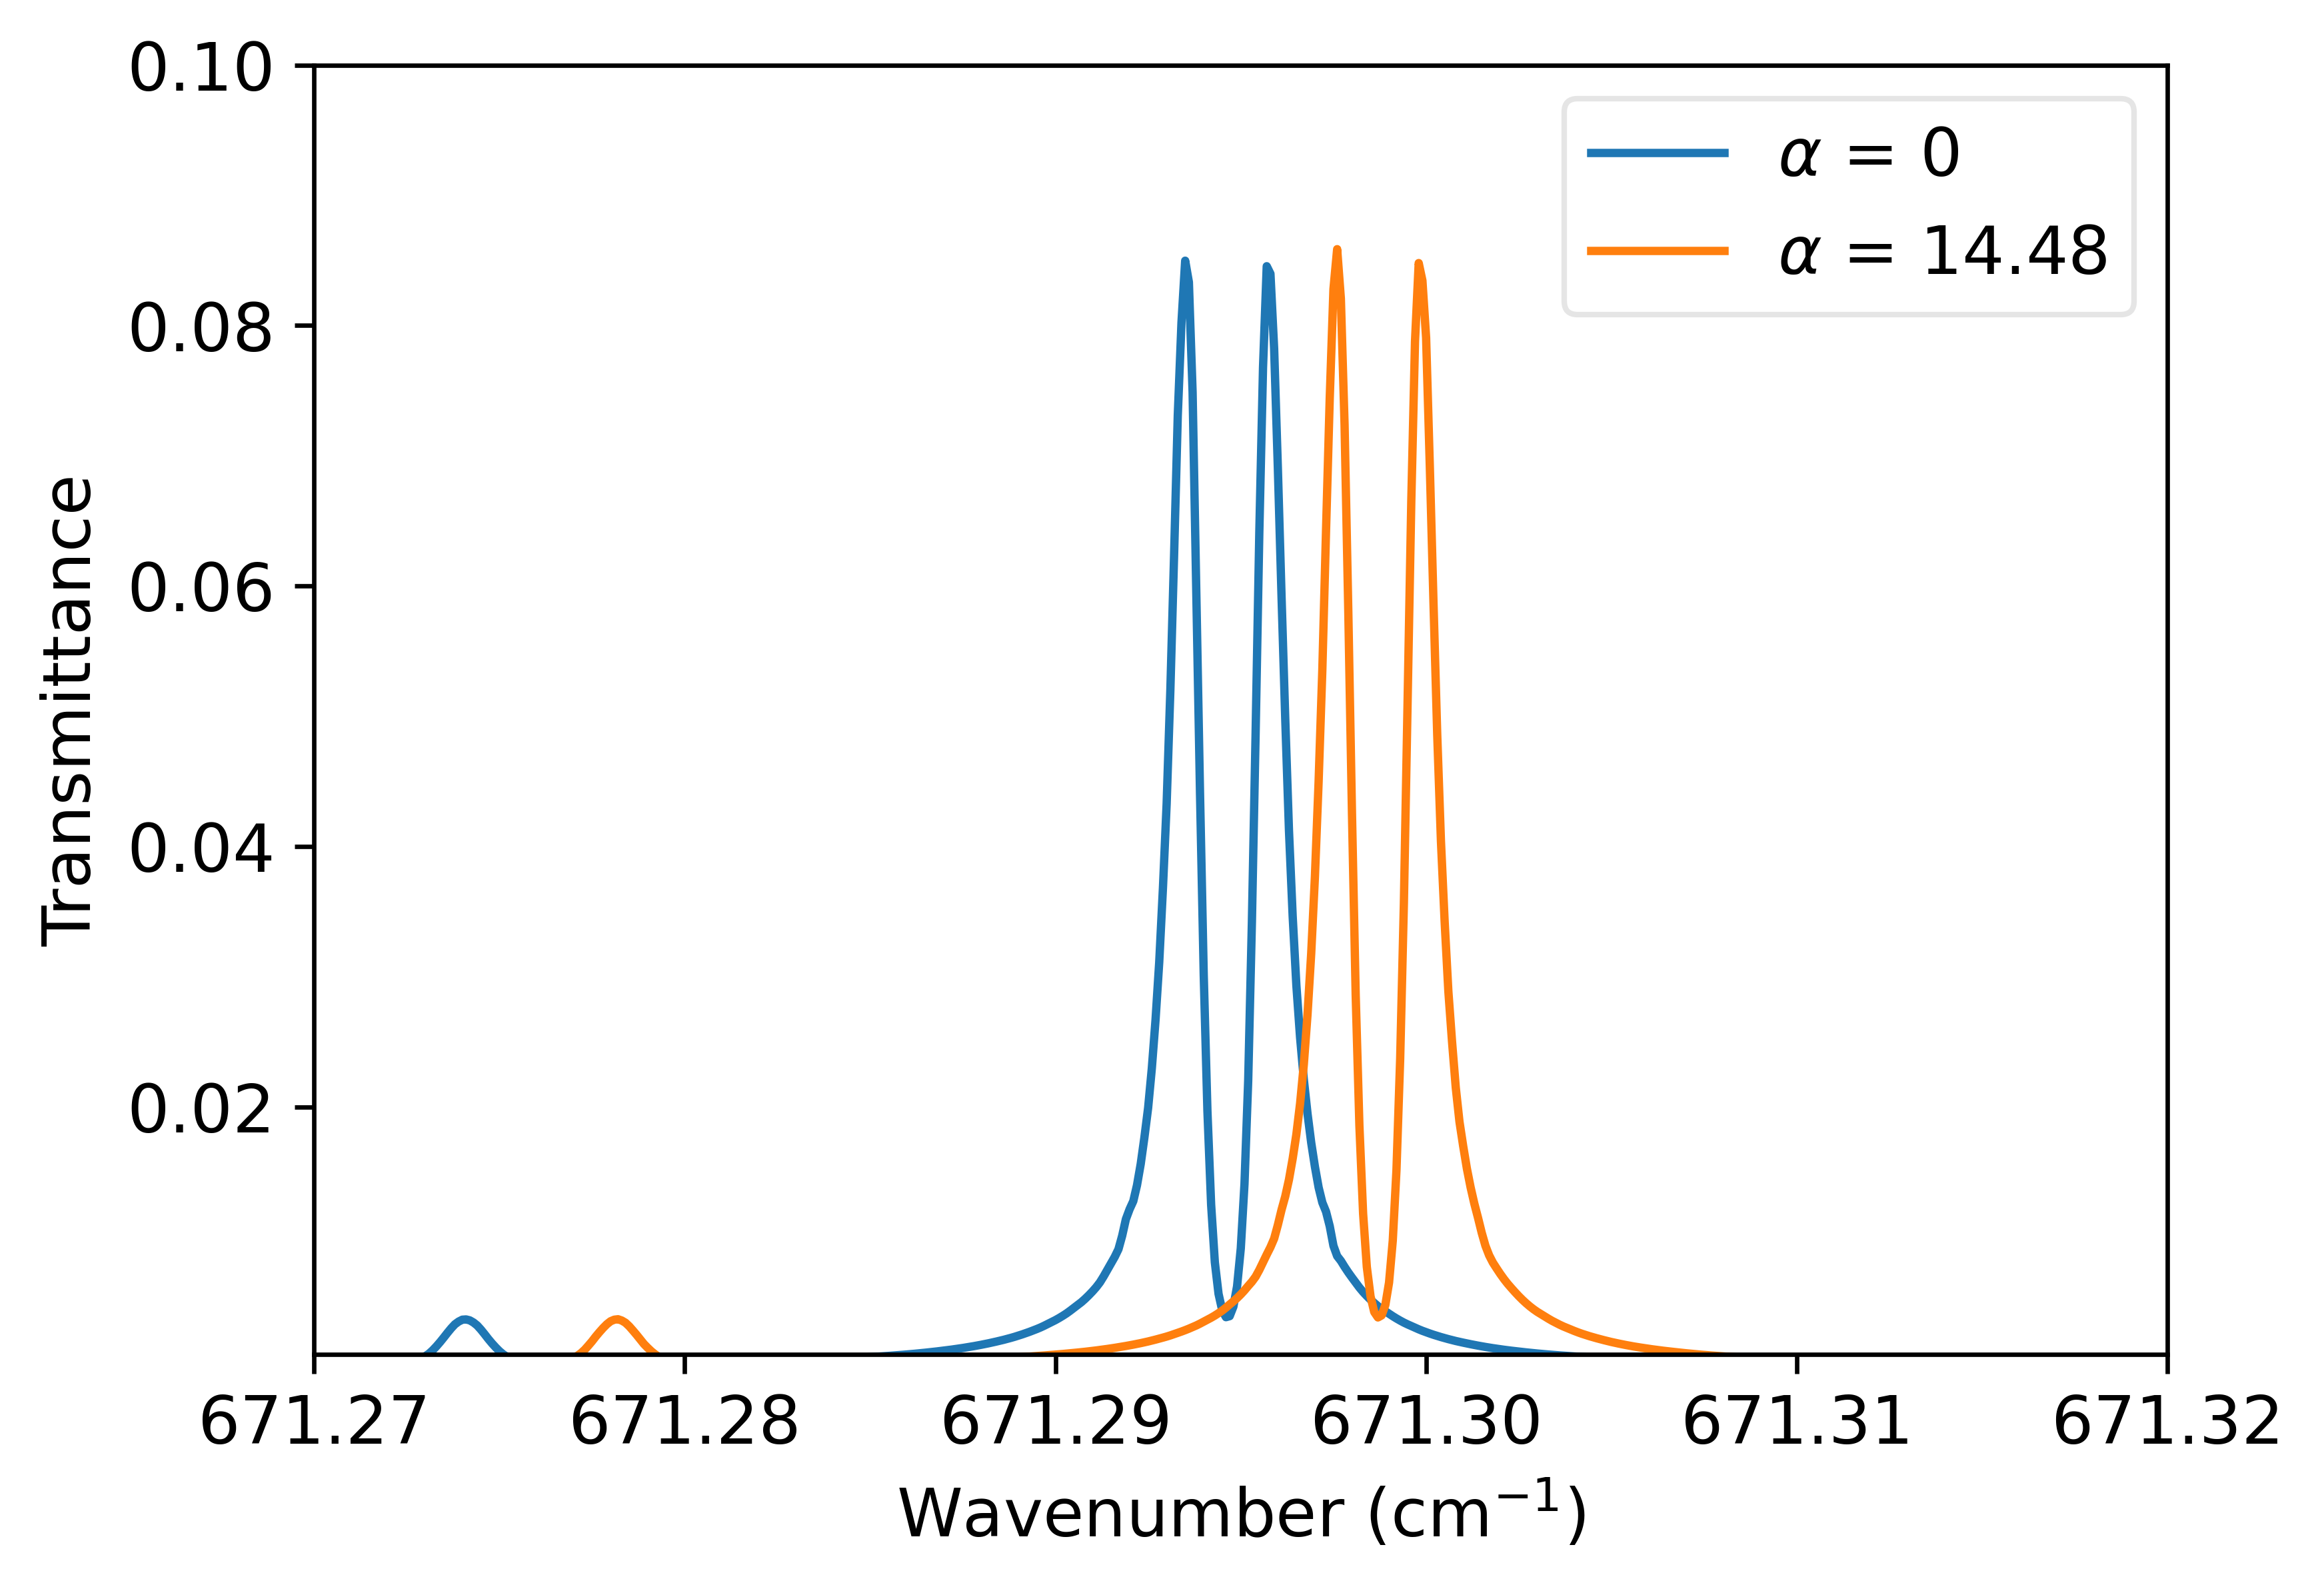 0.10
0.08
0.06
0.04
0.02
Transmittance
α = 0
α = 14.48
671.27 671.28 671.29 671.30 671.31 671.32
Wavenumber (cm⁻¹)